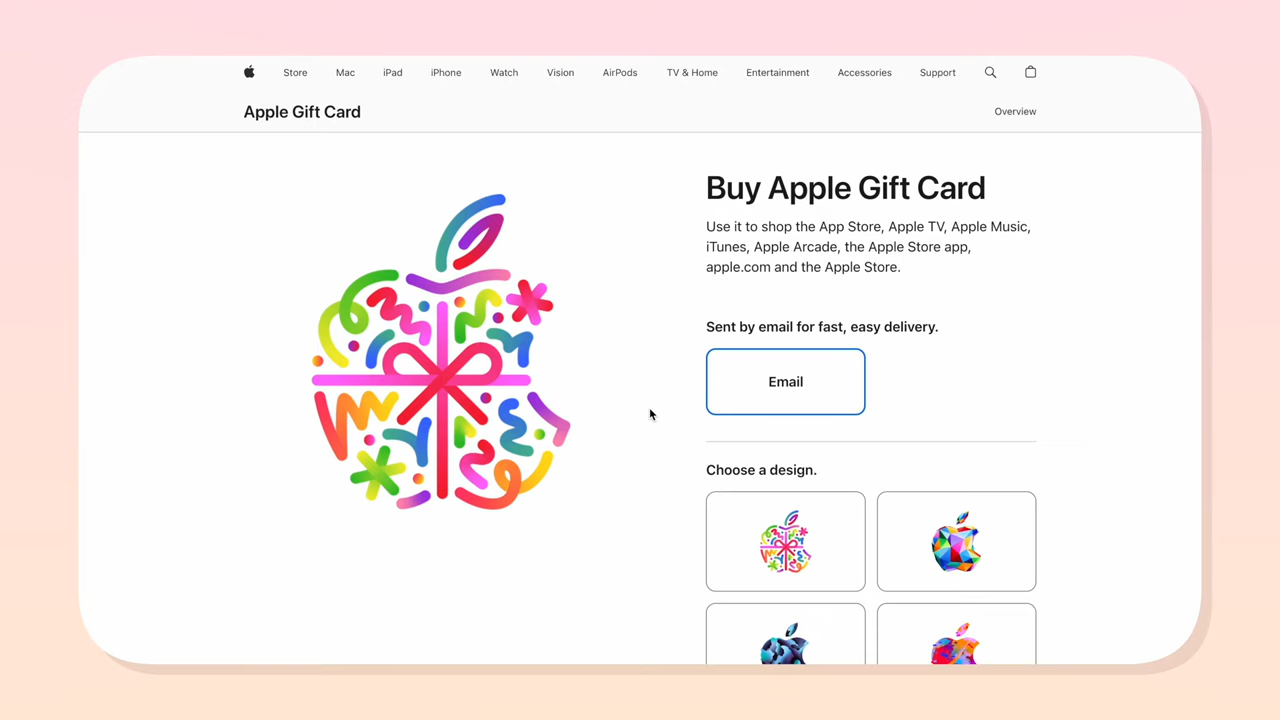 Store Mac iPad iPhone Watch Vision AirPods TV & Home Entertainment Accessories Support
Apple Gift Card
Overview
Buy Apple Gift Card
Use it to shop the App Store, Apple TV, Apple Music,
iTunes, Apple Arcade, the Apple Store app,
apple.com and the Apple Store.
Sent by email for fast, easy delivery.
Email
Choose a design.